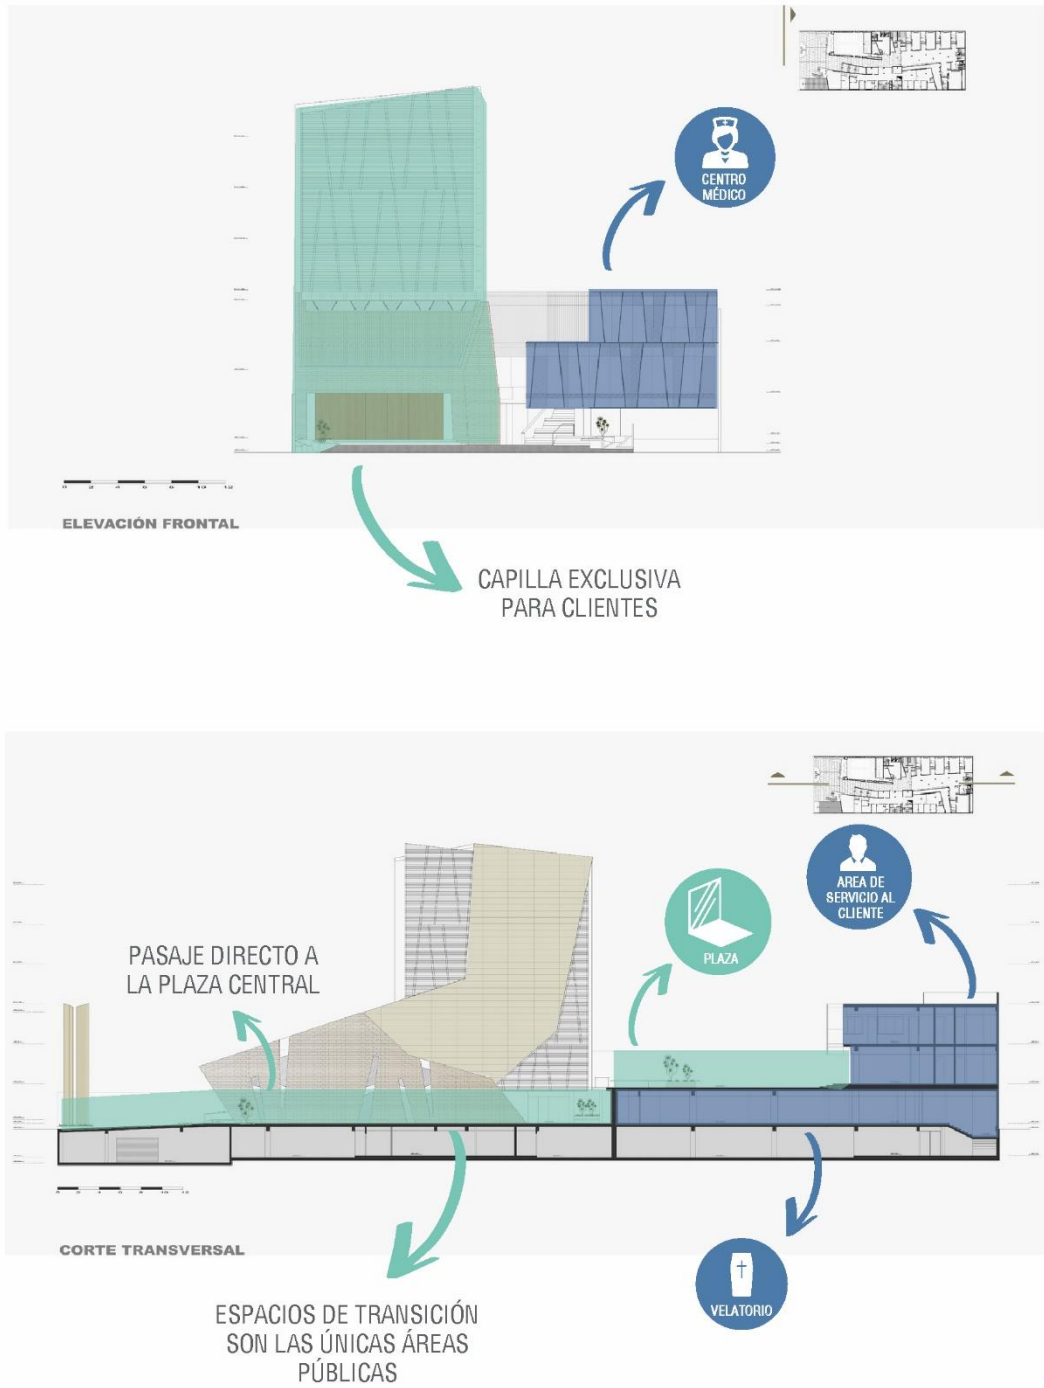 CENTRO
MÉDICO
ELEVACIÓN FRONTAL
CAPILLA EXCLUSIVA
PARA CLIENTES
AREA DE
SERVICIO AL
CLIENTE
PLAZA
PASAJE DIRECTO A
LA PLAZA CENTRAL
CORTE TRANSVERSAL
VELATORIO
ESPACIOS DE TRANSICIÓN
SON LAS ÚNICAS ÁREAS
PÚBLICAS